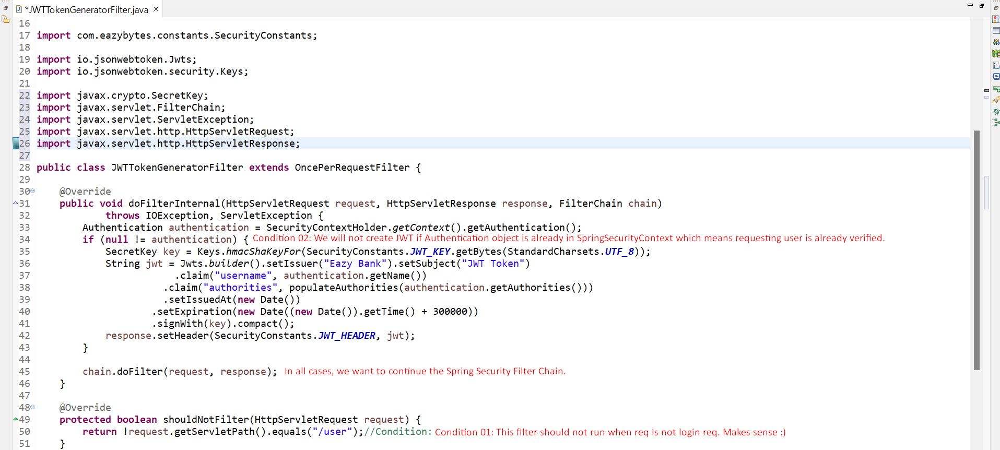 *JWTTokenGeneratorFilter.java
16
17 import com.eazybytes.constants.SecurityConstants;
18
19 import io.jsonwebtoken.Jwts;
20 import io.jsonwebtoken.security.Keys;
21
22 import javax.crypto.SecretKey;
23 import javax.servlet.FilterChain;
24 import javax.servlet.ServletException;
25 import javax.servlet.http.HttpServletRequest;
26 import javax.servlet.http.HttpServletResponse;
27
28 public class JWTTokenGeneratorFilter extends OncePerRequestFilter {
29
30 @Override
31 public void doFilterInternal(HttpServletRequest request, HttpServletResponse response, FilterChain chain)
32 throws IOException, ServletException {
33 Authentication authentication = SecurityContextHolder.getContext().getAuthentication();
34 if (null != authentication) { Condition 02: We will not create JWT if Authentication object is already in SpringSecurityContext which means requesting user is already verified.
35 SecretKey key = Keys.hmacShaKeyFor(SecurityConstants.JWT_KEY.getBytes(StandardCharsets.UTF_8));
36 String jwt = Jwts.builder().setIssuer("Eazy Bank").setSubject("JWT Token")
37 .claim("username", authentication.getName())
38 .claim("authorities", populateAuthorities(authentication.getAuthorities()))
39 .setIssuedAt(new Date())
40 .setExpiration(new Date((new Date()).getTime() + 300000))
41 .signWith(key).compact();
42 response.setHeader(SecurityConstants.JWT_HEADER, jwt);
43 }
44
45 chain.doFilter(request, response); In all cases, we want to continue the Spring Security Filter Chain.
46 }
47
48 @Override
49 protected boolean shouldNotFilter(HttpServletRequest request) {
50 return !request.getServletPath().equals("/user");//Condition: Condition 01: This filter should not run when req is not login req. Makes sense :)
51 }